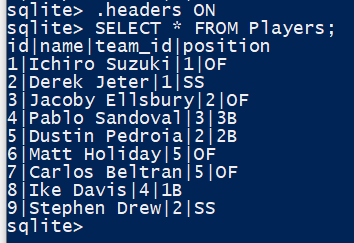 sqlite> .headers ON
sqlite> SELECT * FROM Players;
id|name|team_id|position
1|Ichiro Suzuki|1|OF
2|Derek Jeter|1|SS
3|Jacoby Ellsbury|2|OF
4|Pablo Sandoval|3|3B
5|Dustin Pedroia|2|2B
6|Matt Holiday|5|OF
7|Carlos Beltran|5|OF
8|Ike Davis|4|1B
9|Stephen Drew|2|SS
sqlite>